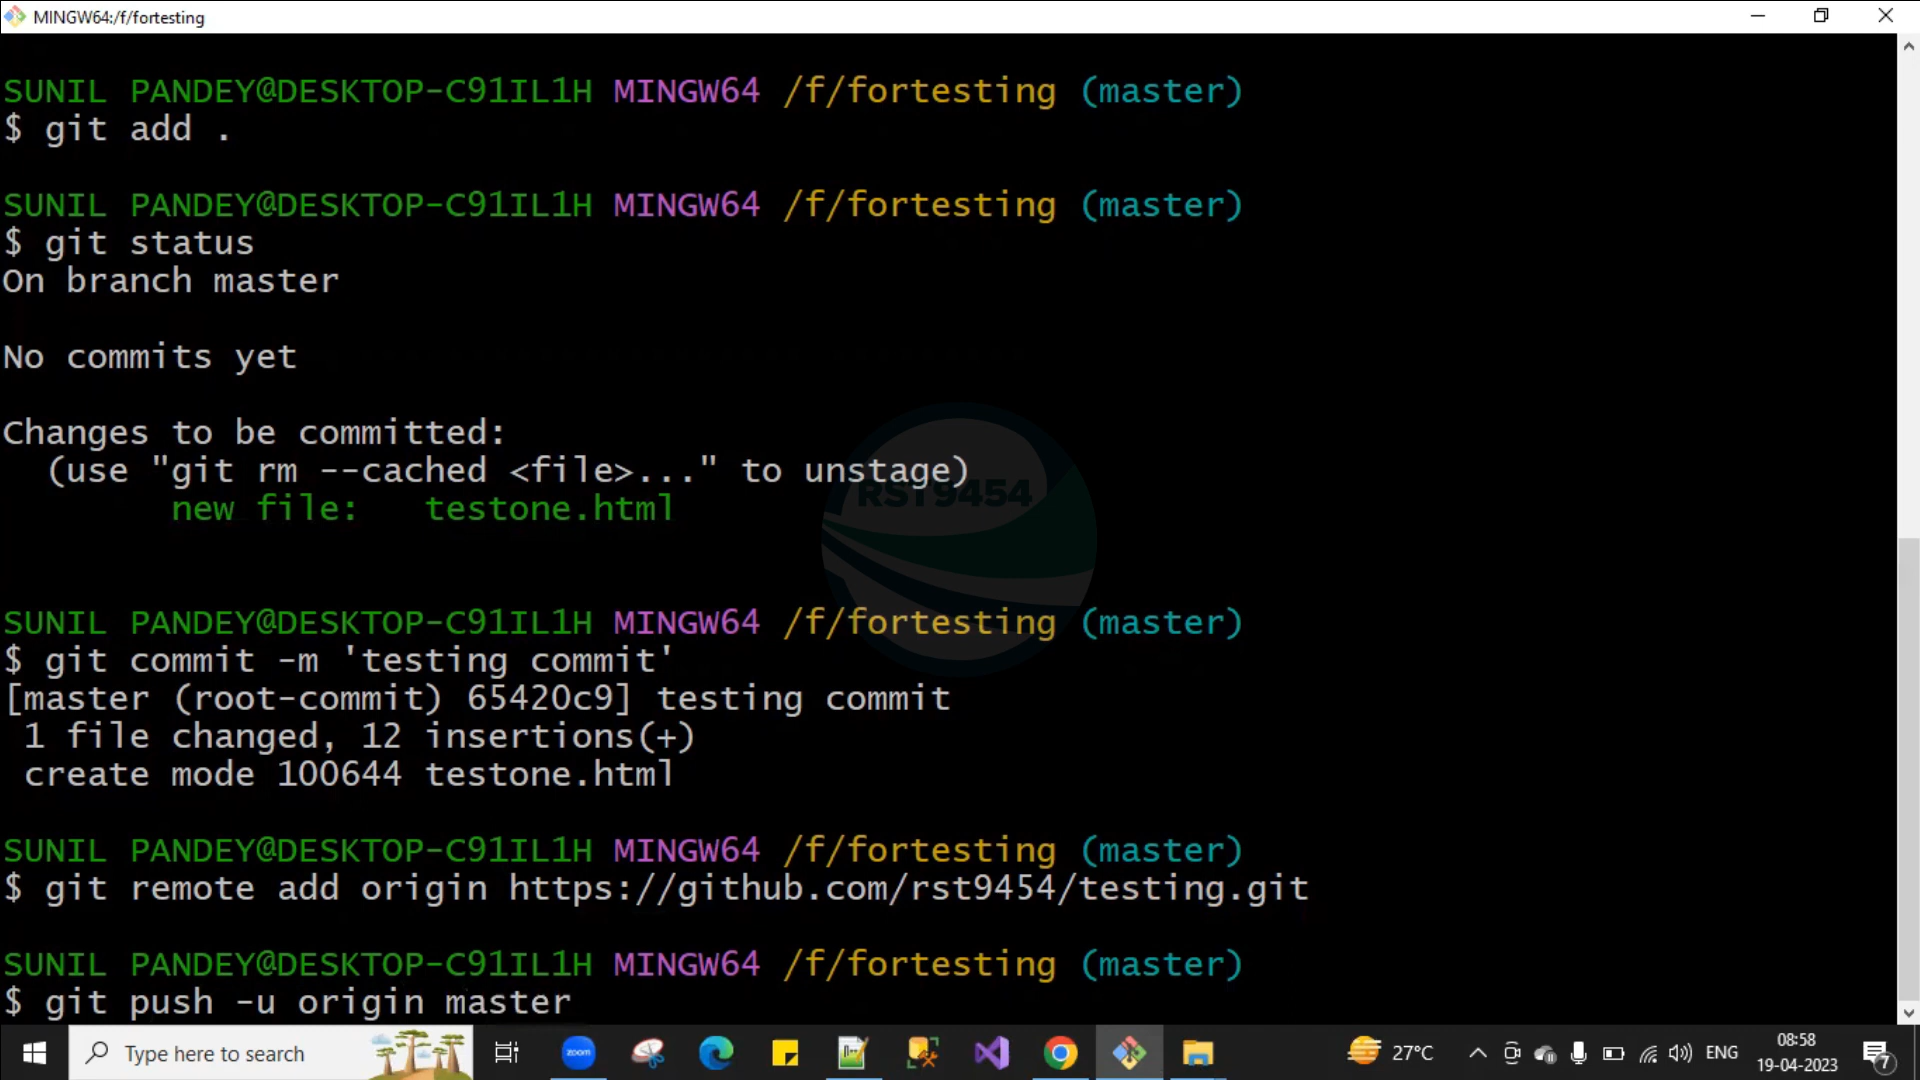 MINGW64:/f/fortesting
SUNIL PANDEY@DESKTOP-C91IL1H MINGW64 /f/fortesting (master)
$ git add .
SUNIL PANDEY@DESKTOP-C91IL1H MINGW64 /f/fortesting (master)
$ git status
On branch master
No commits yet
Changes to be committed:
(use "git rm --cached <file>..." to unstage)
new file: testone.html
RST9454
SUNIL PANDEY@DESKTOP-C91IL1H MINGW64 /f/fortesting (master)
$ git commit -m 'testing commit'
[master (root-commit) 65420c9] testing commit
1 file changed, 12 insertions(+)
create mode 100644 testone.html
SUNIL PANDEY@DESKTOP-C91IL1H MINGW64 /f/fortesting (master)
$ git remote add origin https://github.com/rst9454/testing.git
SUNIL PANDEY@DESKTOP-C91IL1H MINGW64 /f/fortesting (master)
$ git push -u origin master
Type here to search
zoom
27°C
ENG
08:58
19-04-2023
7